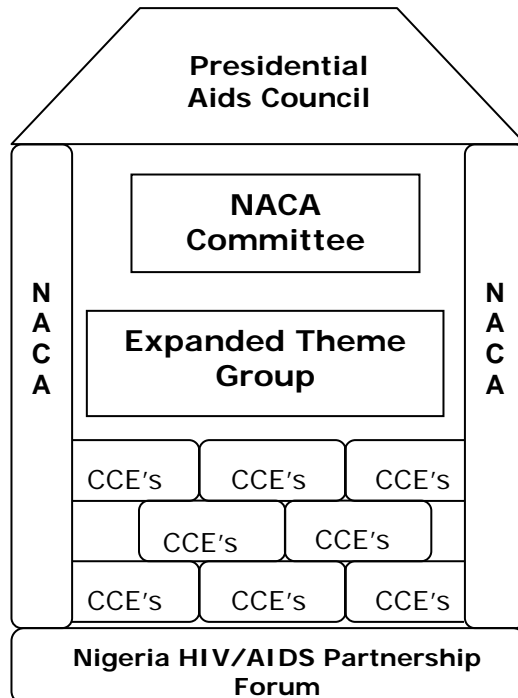 Presidential
Aids Council
NACA
Committee
N
A
C
A
N
A
C
A
Expanded Theme
Group
CCE's CCE's CCE's
CCE's CCE's
CCE's CCE's CCE's
Nigeria HIV/AIDS Partnership
Forum